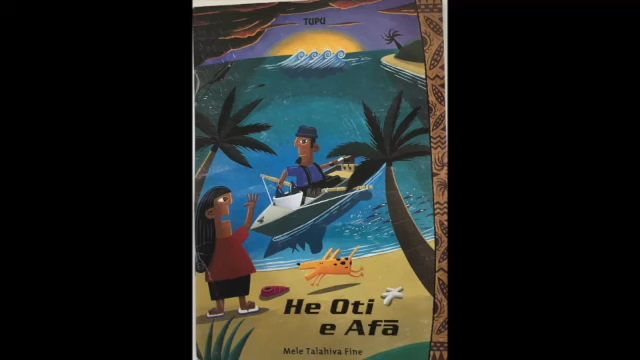 TUPU
He Oti
e Afā
Mele Talahiva Fine